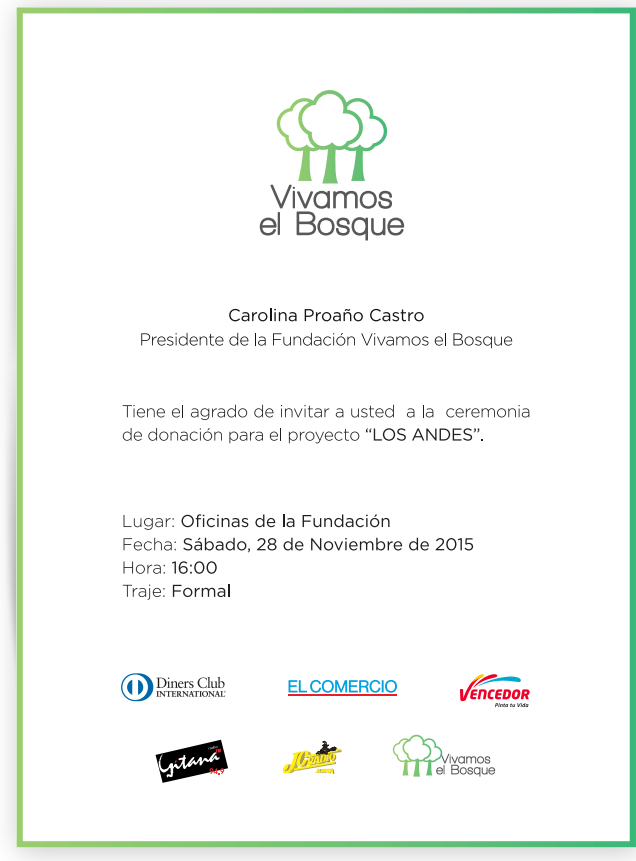 Vivamos
el Bosque
Carolina Proaño Castro
Presidente de la Fundación Vivamos el Bosque
Tiene el agrado de invitar a usted a la ceremonia
de donación para el proyecto “LOS ANDES”.
Lugar: Oficinas de la Fundación
Fecha: Sábado, 28 de Noviembre de 2015
Hora: 16:00
Traje: Formal
Diners Club
INTERNATIONAL
EL COMERCIO
VENCEDOR
Pinta tu Vida
Gitana
94,9
Vivamos
el Bosque